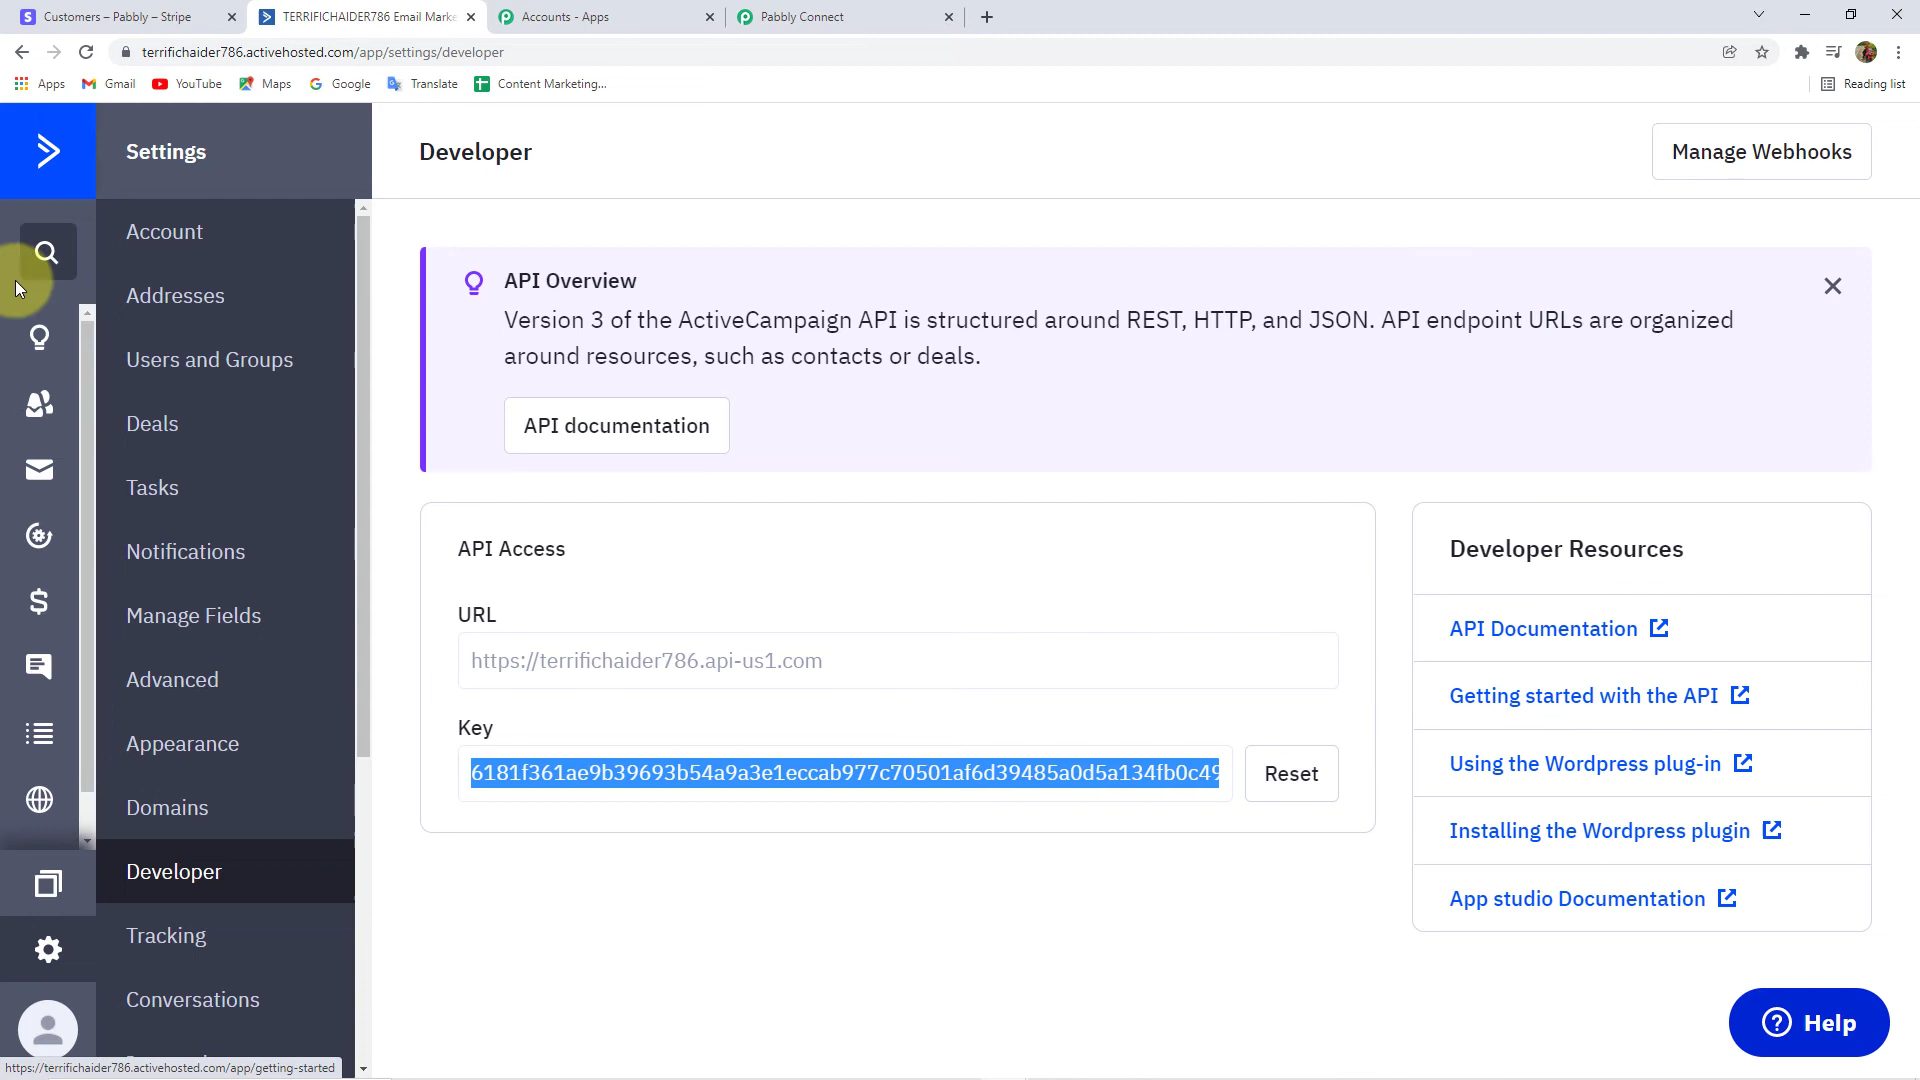 Customers – Pabbly – Stripe
TERRIFICHAIDER786 Email Marke
Accounts - Apps
Pabbly Connect
terrifichaider786.activehosted.com/app/settings/developer
Apps
Gmail
YouTube
Maps
Google
Translate
Content Marketing...
Reading list
Settings
Developer
Manage Webhooks
Account
Addresses
Users and Groups
Deals
Tasks
Notifications
Manage Fields
Advanced
Appearance
Domains
Developer
Tracking
Conversations
API Overview
Version 3 of the ActiveCampaign API is structured around REST, HTTP, and JSON. API endpoint URLs are organized
around resources, such as contacts or deals.
API documentation
API Access
URL
https://terrifichaider786.api-us1.com
Key
6181f361ae9b39693b54a9a3e1eccab977c70501af6d39485a0d5a134fb0c49
Reset
Developer Resources
API Documentation
Getting started with the API
Using the Wordpress plug-in
Installing the Wordpress plugin
App studio Documentation
Help
https://terrifichaider786.activehosted.com/app/getting-started